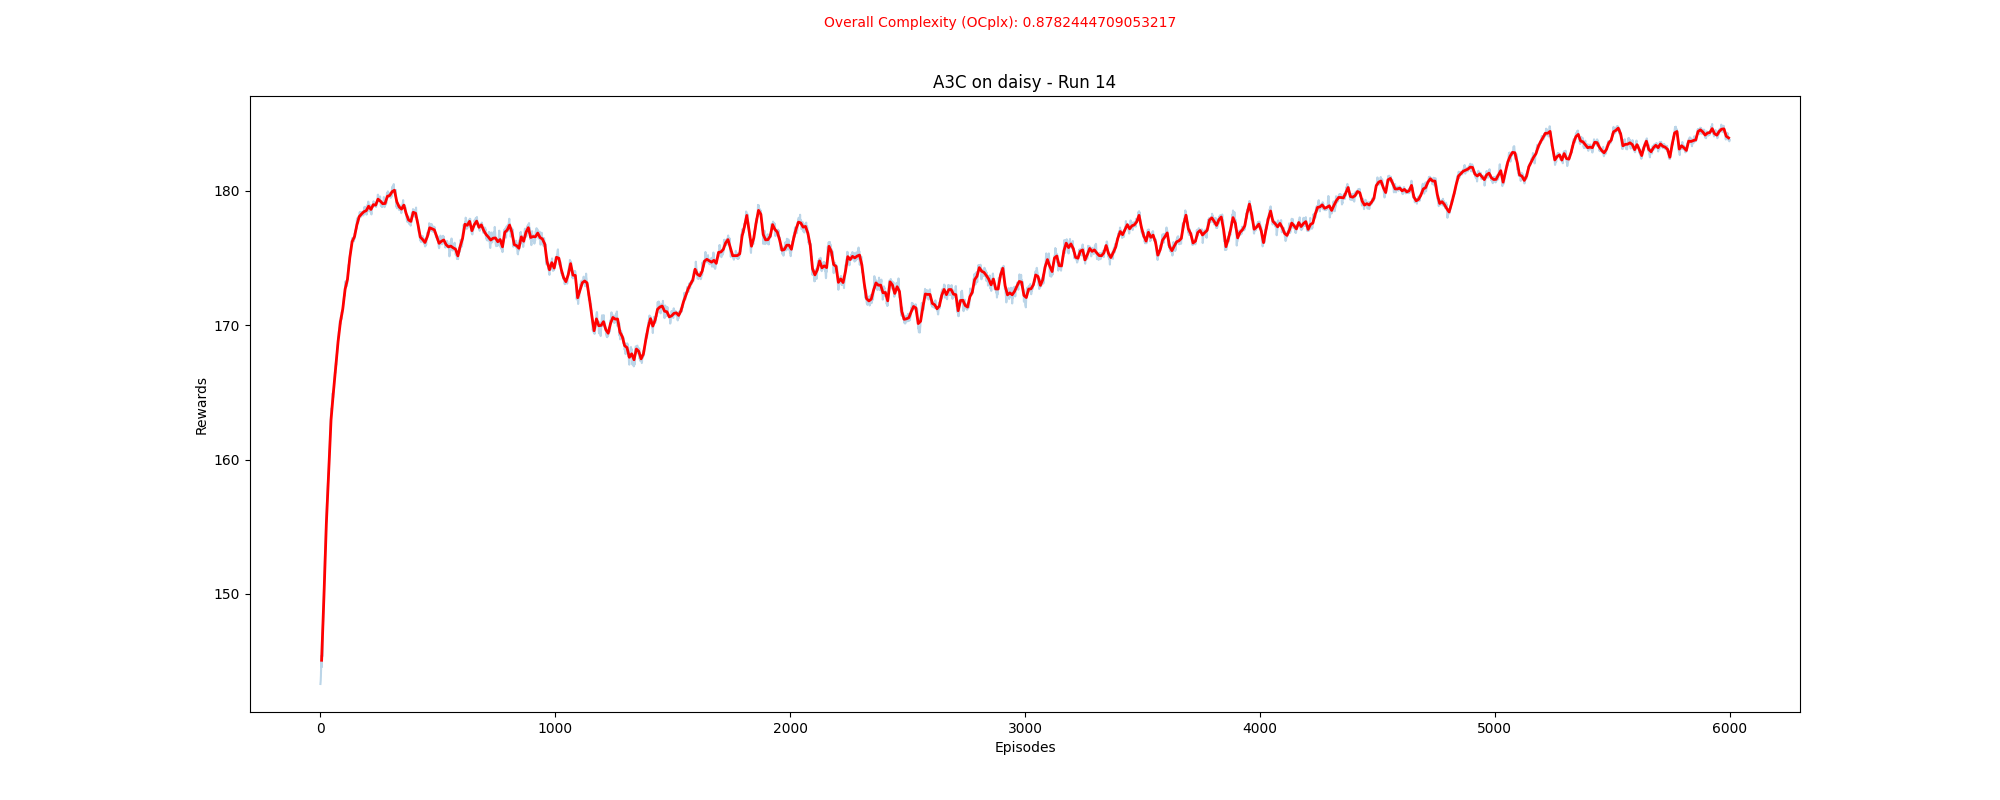 Overall Complexity (OCplx): 0.8782444709053217
A3C on daisy - Run 14
Rewards
180
170
160
150
0 1000 2000 3000 4000 5000 6000
Episodes